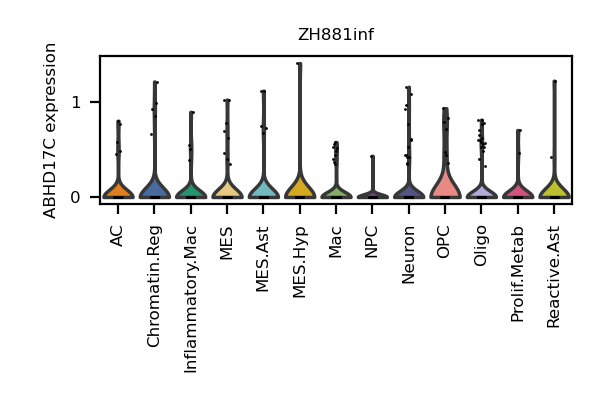 ZH881inf
ABHD17C expression
1
0
AC
Chromatin.Reg
Inflammatory.Mac
MES
MES.Ast
MES.Hyp
Mac
NPC
Neuron
OPC
Oligo
Prolif.Metab
Reactive.Ast